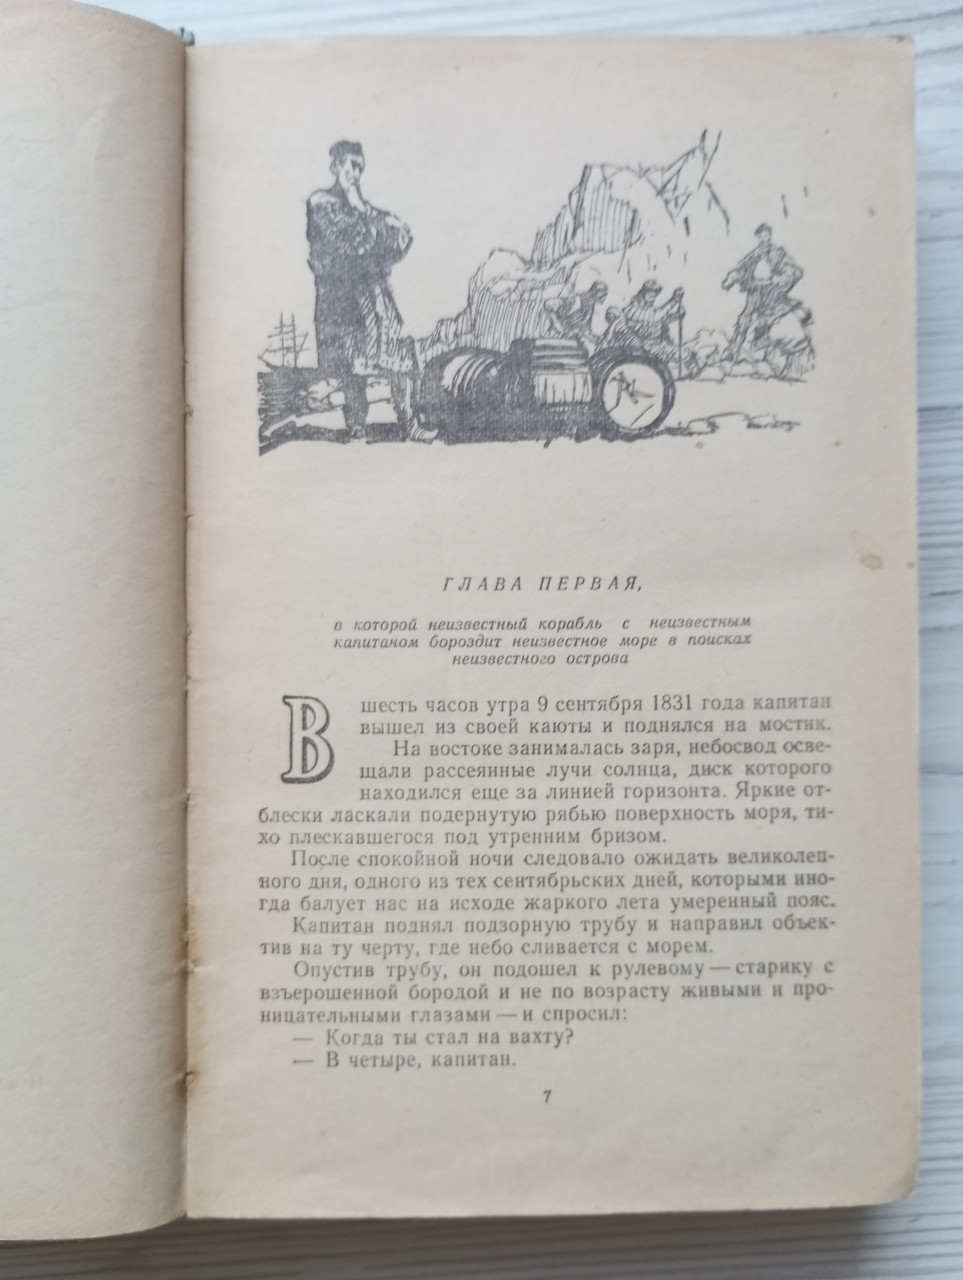 ГЛАВА ПЕРВАЯ,
в которой неизвестный корабль с неизвестным
капитаном бороздит неизвестное море в поисках
неизвестного острова
В шесть часов утра 9 сентября 1831 года капитан
вышел из своей каюты и поднялся на мостик.
На востоке занималась заря, небосвод осве-
щали рассеянные лучи солнца, диск которого
находился еще за линией горизонта. Яркие от-
блески ласкали подернутую рябью поверхность моря, ти-
хо плескавшегося под утренним бризом.
После спокойной ночи следовало ожидать великолеп-
ного дня, одного из тех сентябрьских дней, которыми ино-
гда балует нас на исходе жаркого лета умеренный пояс.
Капитан поднял подзорную трубу и направил объек-
тив на ту черту, где небо сливается с морем.
Опустив трубу, он подошел к рулевому — старику с
взъерошенной бородой и не по возрасту живыми и про-
ницательными глазами — и спросил:
— Когда ты стал на вахту?
— В четыре, капитан.
7